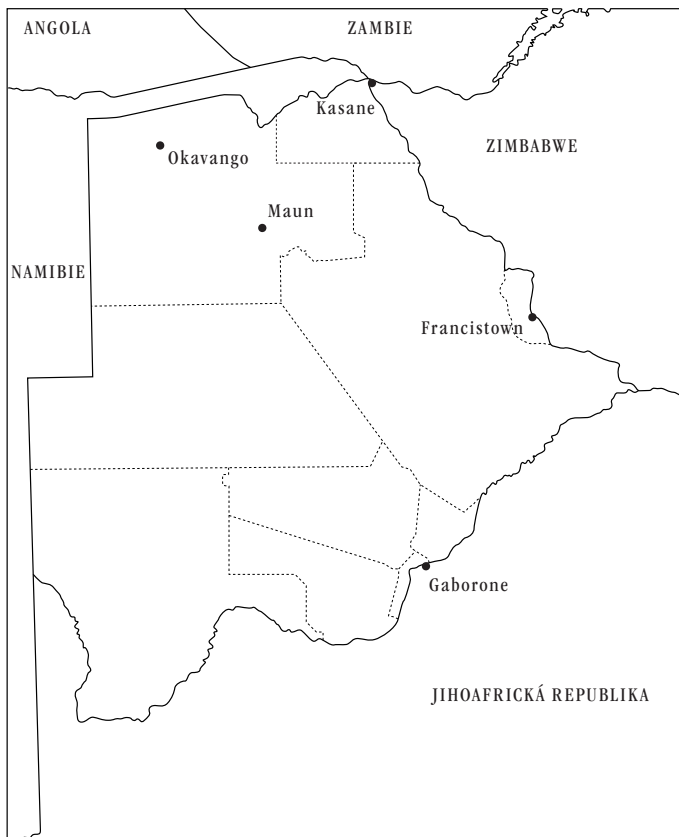 ANGOLA
ZAMBIE
Kasane
ZIMBABWE
Okavango
Maun
NAMIBIE
Francistown
Gaborone
JIHOAFRICKÁ REPUBLIKA